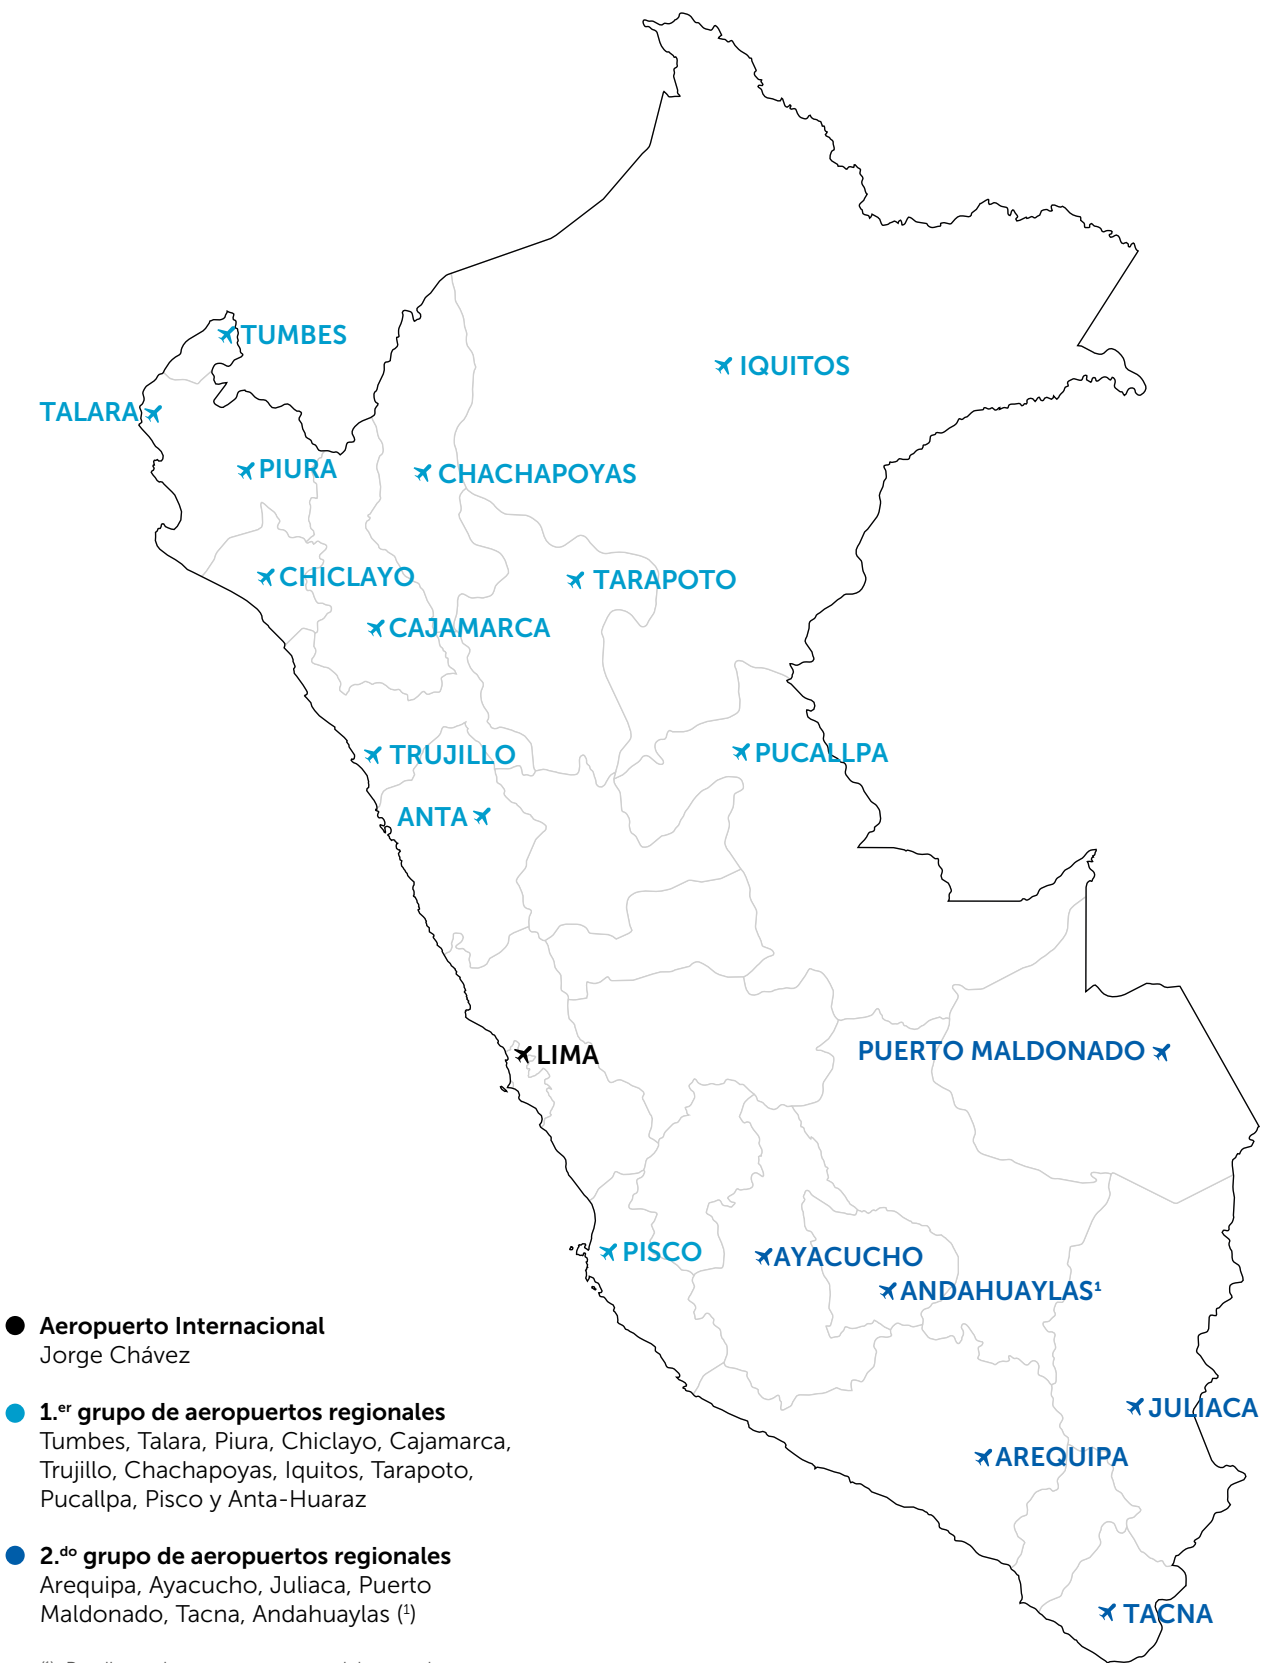 TUMBES
IQUITOS
TALARA
PIURA
CHACHAPOYAS
CHICLAYO
TARAPOTO
CAJAMARCA
TRUJILLO
PUCALLPA
ANTA
LIMA
PUERTO MALDONADO
PISCO
AYACUCHO
ANDAHUAYLAS¹
JULIACA
AREQUIPA
TACNA
Aeropuerto Internacional
Jorge Chávez
1.er grupo de aeropuertos regionales
Tumbes, Talara, Piura, Chiclayo, Cajamarca,
Trujillo, Chachapoyas, Iquitos, Tarapoto,
Pucallpa, Pisco y Anta-Huaraz
2.do grupo de aeropuertos regionales
Arequipa, Ayacucho, Juliaca, Puerto
Maldonado, Tacna, Andahuaylas (¹)